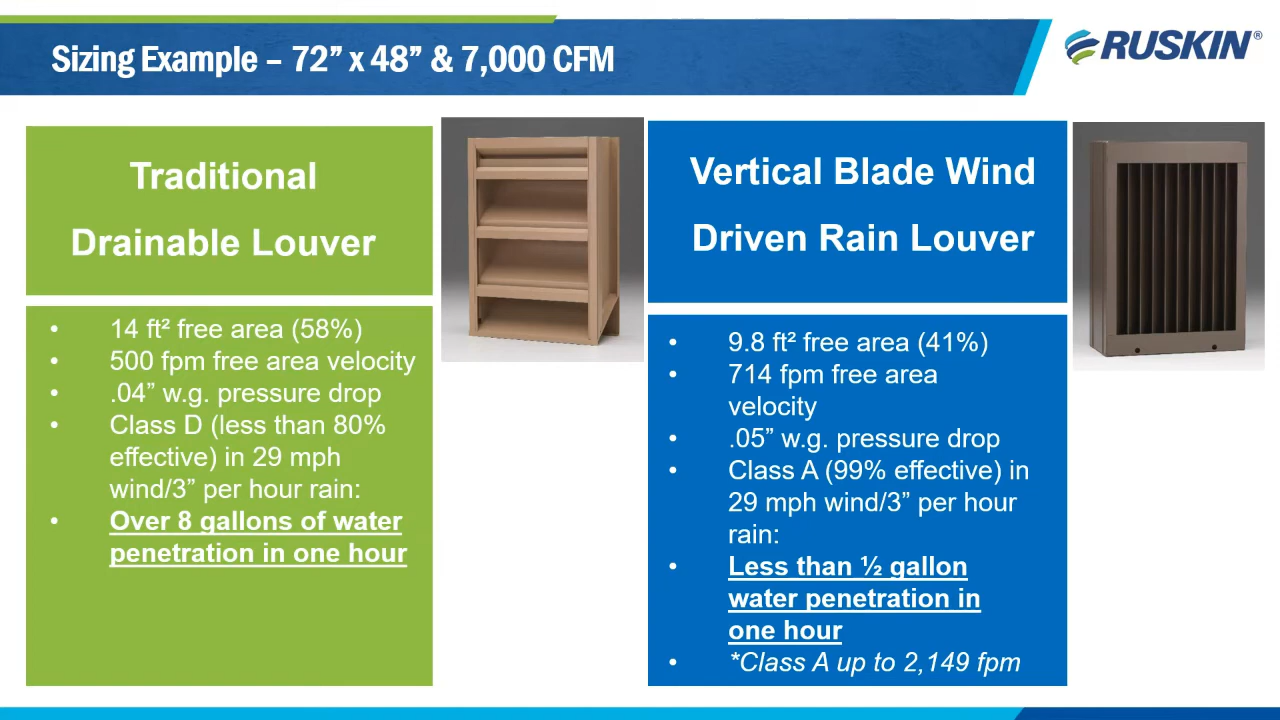 Sizing Example – 72” x 48” & 7,000 CFM
RUSKIN®
Traditional
Drainable Louver
• 14 ft² free area (58%)
• 500 fpm free area velocity
• .04” w.g. pressure drop
• Class D (less than 80%
effective) in 29 mph
wind/3” per hour rain:
• Over 8 gallons of water
penetration in one hour
Vertical Blade Wind
Driven Rain Louver
• 9.8 ft² free area (41%)
• 714 fpm free area
velocity
• .05” w.g. pressure drop
• Class A (99% effective) in
29 mph wind/3” per hour
rain:
• Less than ½ gallon
water penetration in
one hour
• *Class A up to 2,149 fpm